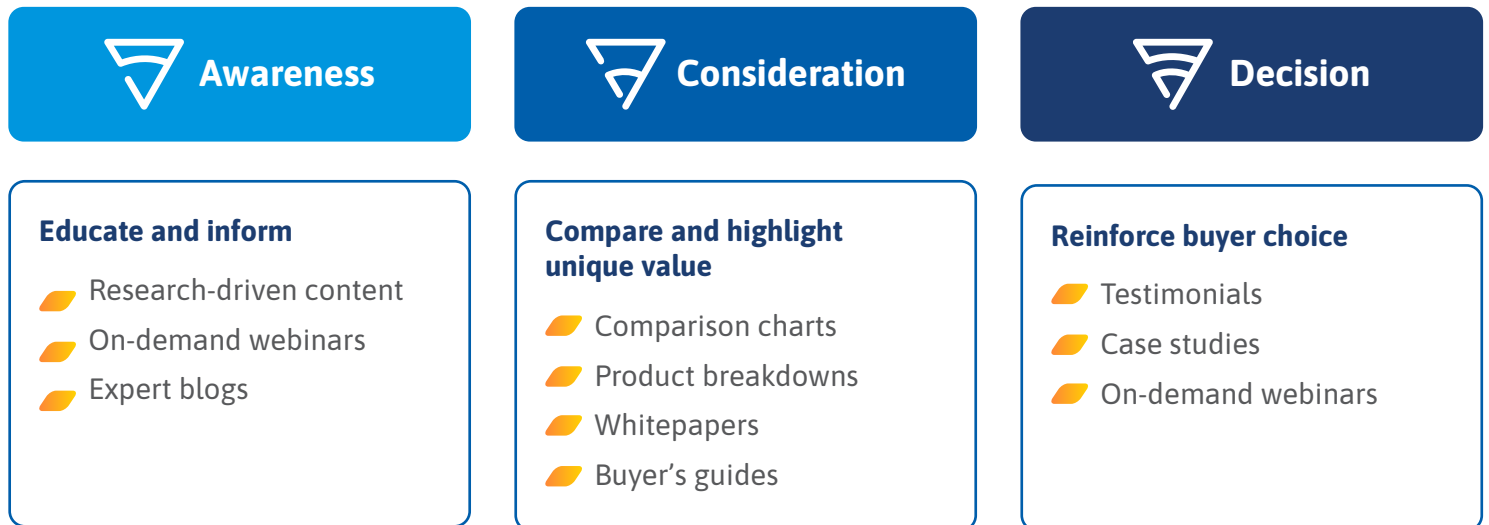 Awareness
Educate and inform
Research-driven content
On-demand webinars
Expert blogs
Consideration
Compare and highlight
unique value
Comparison charts
Product breakdowns
Whitepapers
Buyer’s guides
Decision
Reinforce buyer choice
Testimonials
Case studies
On-demand webinars